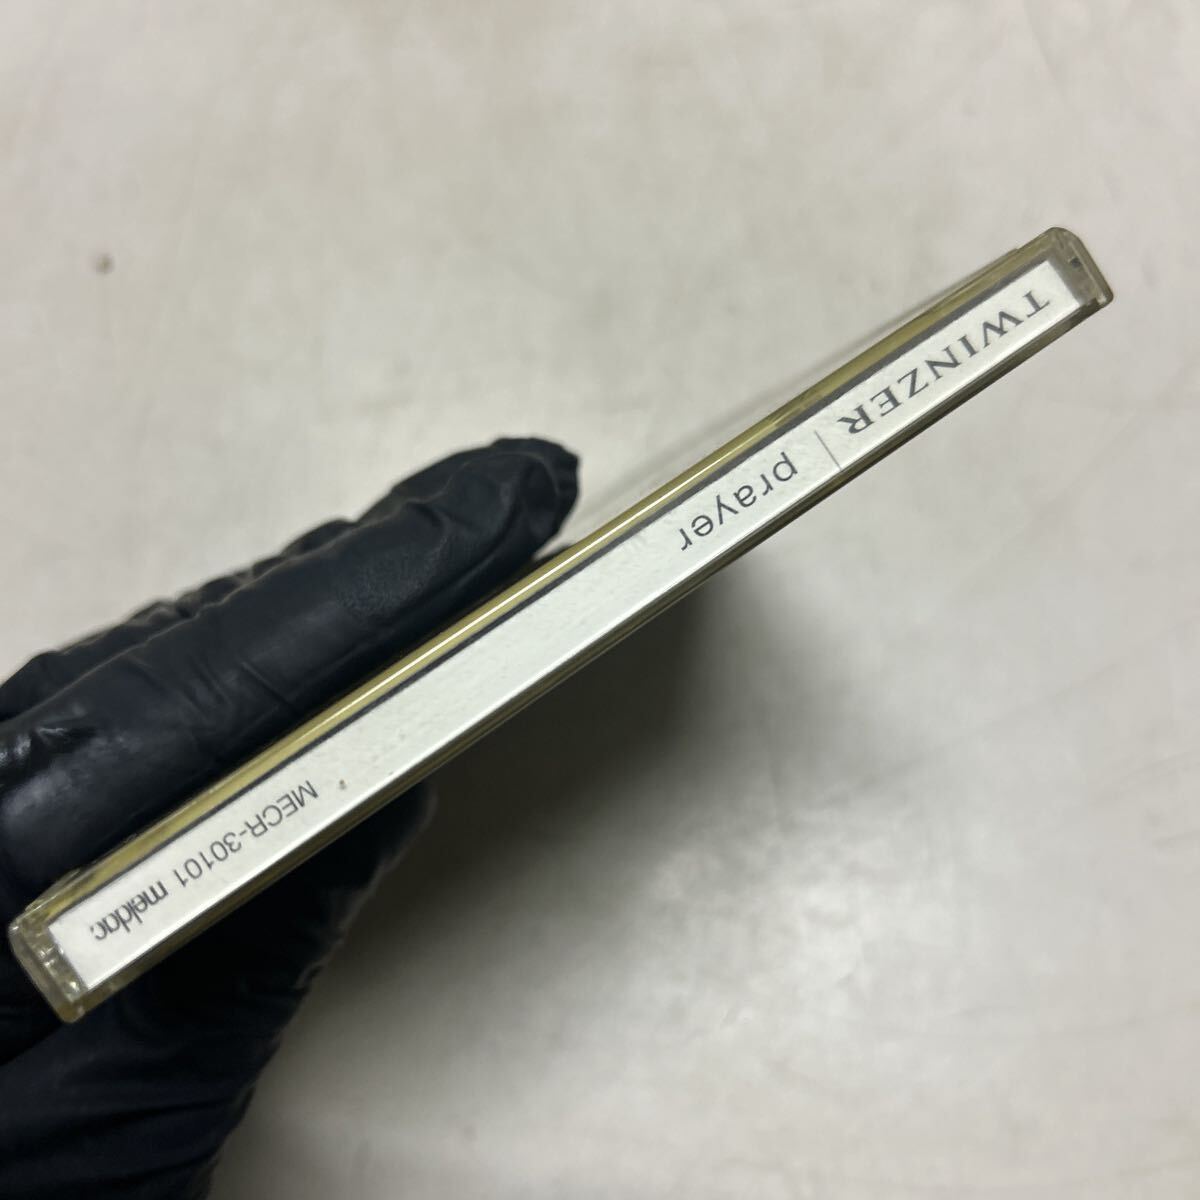 TWINZER | prayer
MECR-30101 meldac